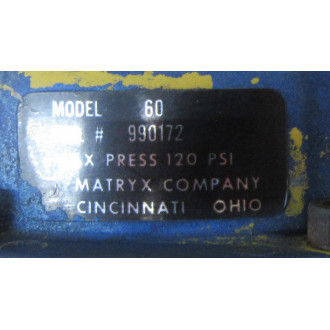 MODEL 60
# 990172
PRESS 120 PSI
MATRYX COMPANY
CINCINNATI OHIO